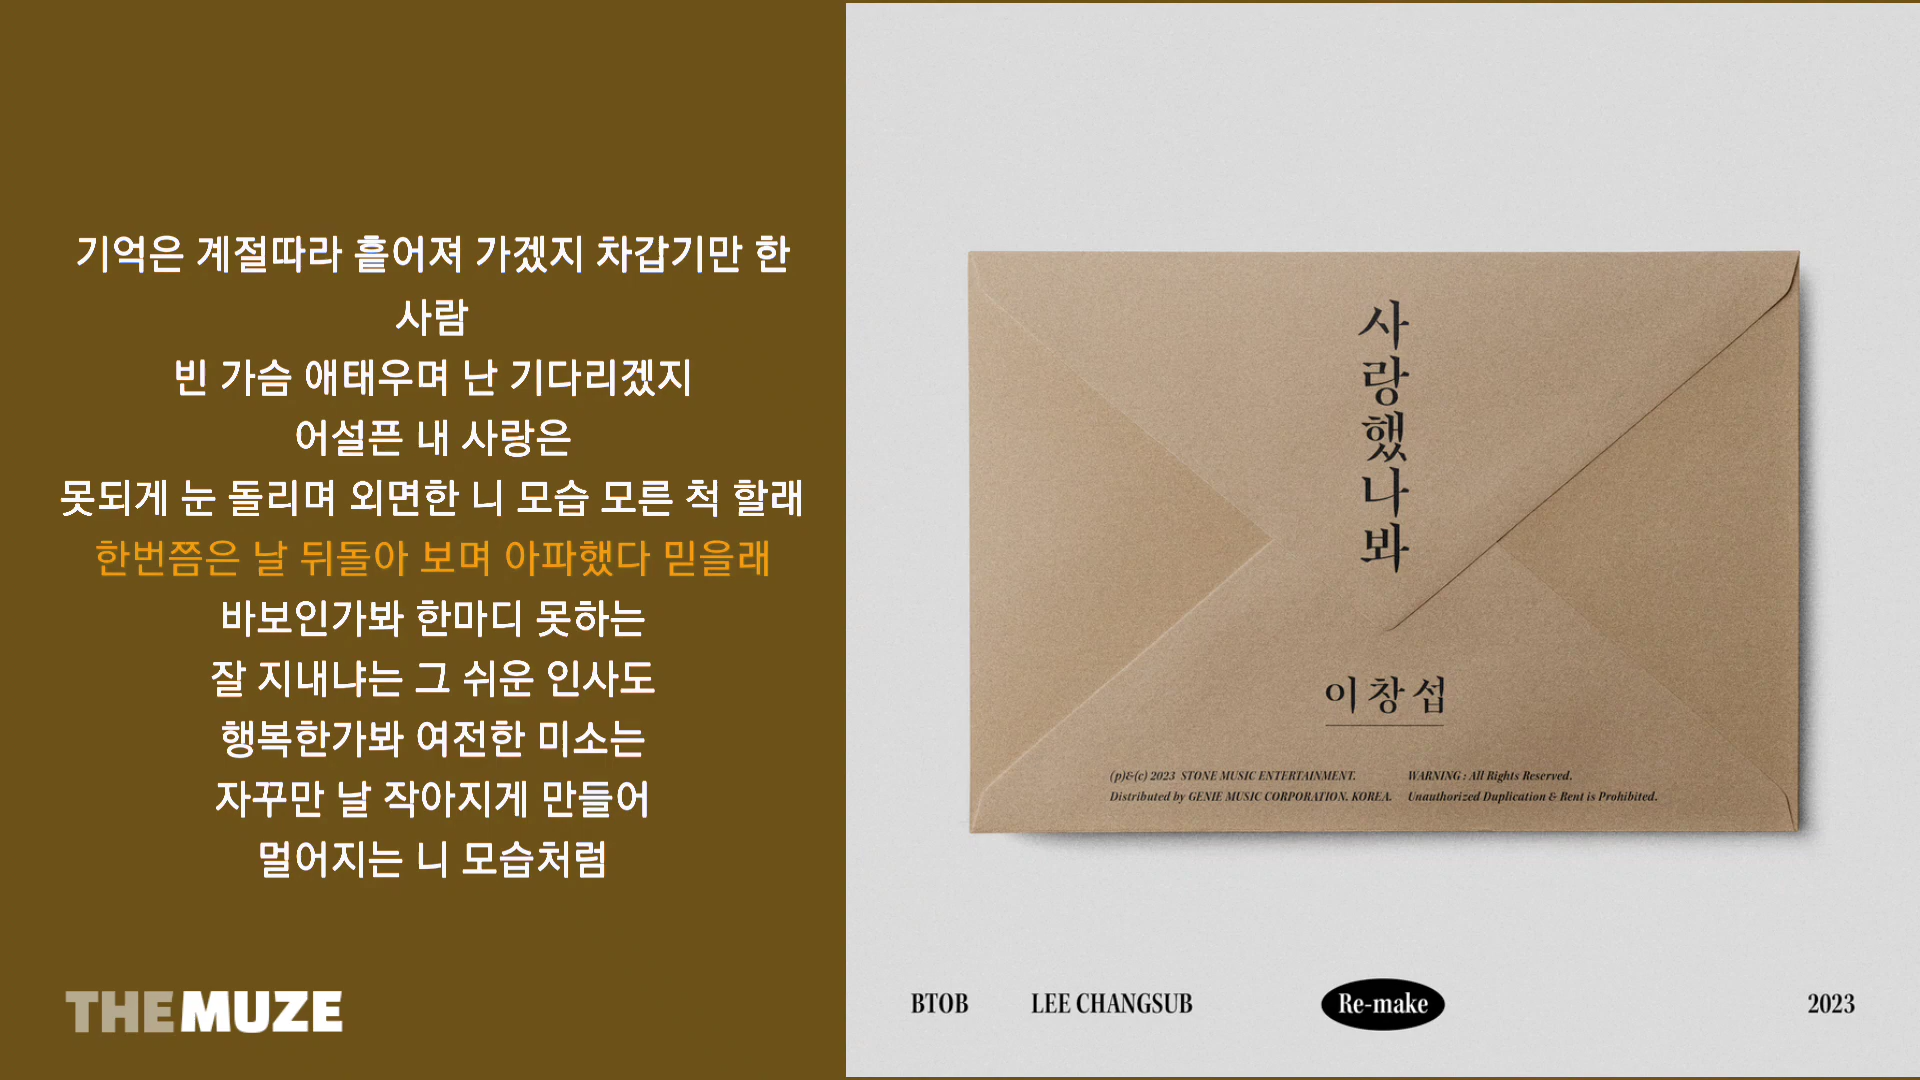 기억은 계절따라 흩어져 가겠지 차갑기만 한
사람
빈 가슴 애태우며 난 기다리겠지
어설픈 내 사랑은
못되게 눈 돌리며 외면한 니 모습 모른 척 할래
한번쯤은 날 뒤돌아 보며 아파했다 믿을래
바보인가봐 한마디 못하는
잘 지내냐는 그 쉬운 인사도
행복한가봐 여전한 미소는
자꾸만 날 작아지게 만들어
멀어지는 니 모습처럼
THE MUZE
사랑했나봐
이창섭
(p)&(c) 2023 STONE MUSIC ENTERTAINMENT.
Distributed by GENIE MUSIC CORPORATION, KOREA.
WARNING : All Rights Reserved.
Unauthorized Duplication & Rent is Prohibited.
BTOB LEE CHANGSUB Re-make 2023